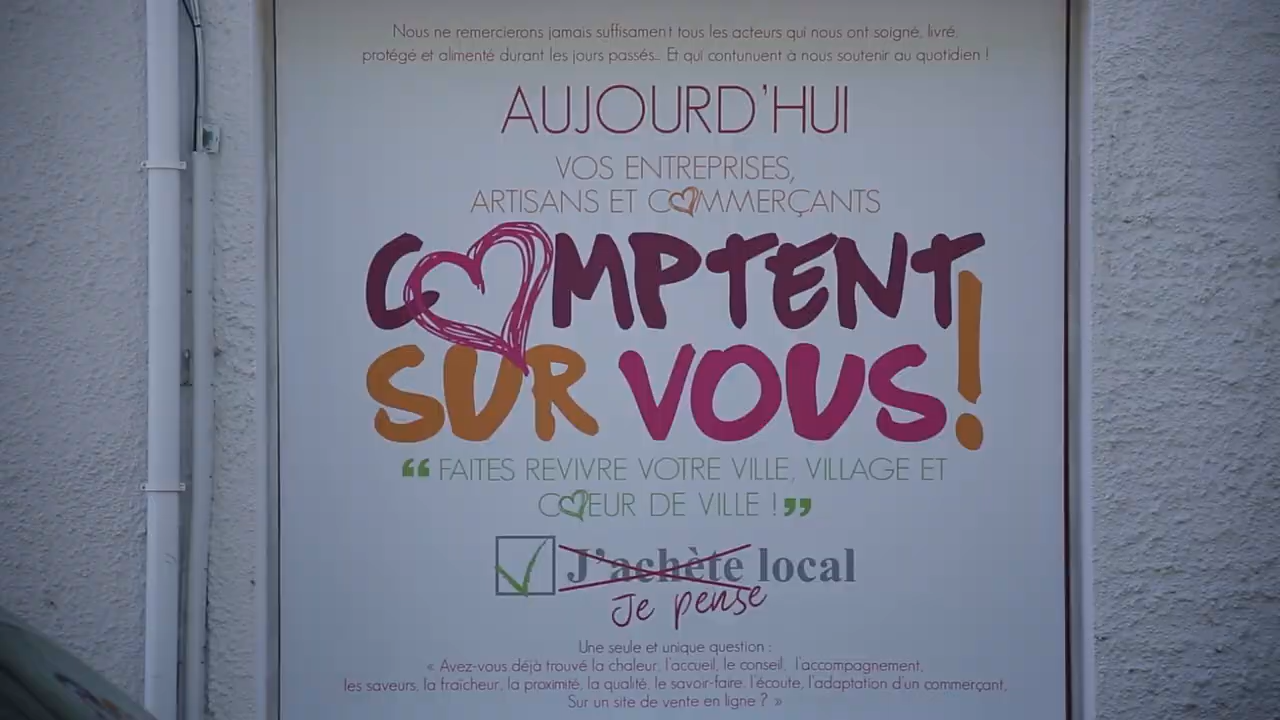 Nous ne remercierons jamais suffisament tous les acteurs qui nous ont soigné, livré,
protégé et alimenté durant les jours passés... Et qui contunuent à nous soutenir au quotidien !
AUJOURD'HUI
VOS ENTREPRISES,
ARTISANS ET COMMERÇANTS
COMPTENT
SUR VOUS!
“ FAITES REVIVRE VOTRE VILLE, VILLAGE ET
COEUR DE VILLE ! ”
J'achète local
Je pense
Une seule et unique question :
« Avez-vous déjà trouvé la chaleur, l'accueil, le conseil, l'accompagnement,
les saveurs, la fraîcheur, la proximité, la qualité, le savoir-faire, l'écoute, l'adaptation d'un commerçant,
Sur un site de vente en ligne ? »